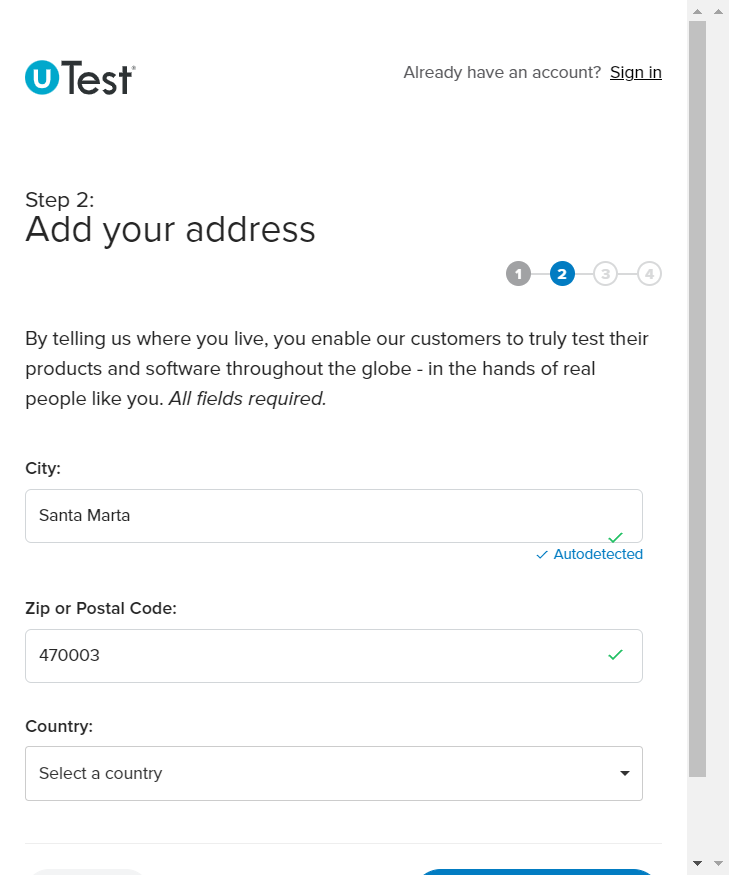 uTest®
Already have an account? Sign in
Step 2:
Add your address
1 2 3 4
By telling us where you live, you enable our customers to truly test their
products and software throughout the globe - in the hands of real
people like you. All fields required.
City:
Santa Marta
Autodetected
Zip or Postal Code:
470003
Country:
Select a country